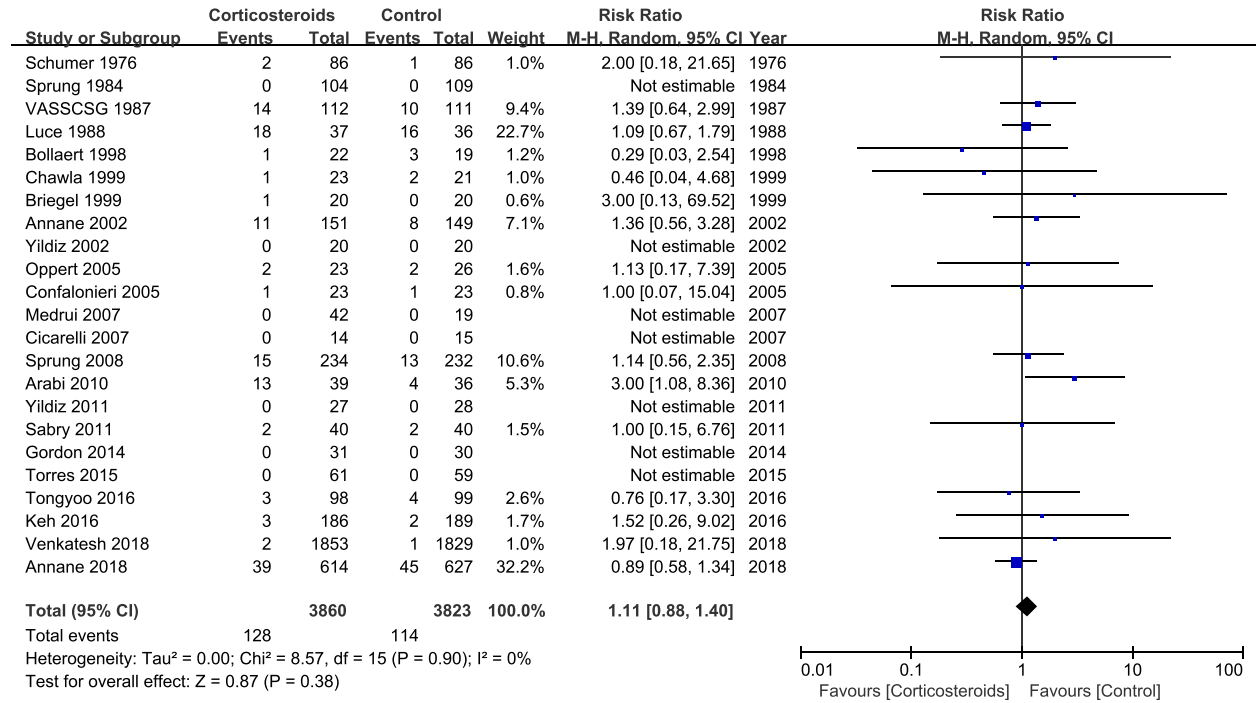 Corticosteroids Control Risk Ratio Risk Ratio
Study or Subgroup Events Total Events Total Weight M-H, Random, 95% CI Year M-H, Random, 95% CI
Schumer 1976 2 86 1 86 1.0% 2.00 [0.18, 21.65] 1976
Sprung 1984 0 104 0 109 Not estimable 1984
VASSCSG 1987 14 112 10 111 9.4% 1.39 [0.64, 2.99] 1987
Luce 1988 18 37 16 36 22.7% 1.09 [0.67, 1.79] 1988
Bollaert 1998 1 22 3 19 1.2% 0.29 [0.03, 2.54] 1998
Chawla 1999 1 23 2 21 1.0% 0.46 [0.04, 4.68] 1999
Briegel 1999 1 20 0 20 0.6% 3.00 [0.13, 69.52] 1999
Annane 2002 11 151 8 149 7.1% 1.36 [0.56, 3.28] 2002
Yildiz 2002 0 20 0 20 Not estimable 2002
Oppert 2005 2 23 2 26 1.6% 1.13 [0.17, 7.39] 2005
Confalonieri 2005 1 23 1 23 0.8% 1.00 [0.07, 15.04] 2005
Medrui 2007 0 42 0 19 Not estimable 2007
Cicarelli 2007 0 14 0 15 Not estimable 2007
Sprung 2008 15 234 13 232 10.6% 1.14 [0.56, 2.35] 2008
Arabi 2010 13 39 4 36 5.3% 3.00 [1.08, 8.36] 2010
Yildiz 2011 0 27 0 28 Not estimable 2011
Sabry 2011 2 40 2 40 1.5% 1.00 [0.15, 6.76] 2011
Gordon 2014 0 31 0 30 Not estimable 2014
Torres 2015 0 61 0 59 Not estimable 2015
Tongyoo 2016 3 98 4 99 2.6% 0.76 [0.17, 3.30] 2016
Keh 2016 3 186 2 189 1.7% 1.52 [0.26, 9.02] 2016
Venkatesh 2018 2 1853 1 1829 1.0% 1.97 [0.18, 21.75] 2018
Annane 2018 39 614 45 627 32.2% 0.89 [0.58, 1.34] 2018
Total (95% CI) 3860 3823 100.0% 1.11 [0.88, 1.40]
Total events 128 114
Heterogeneity: Tau² = 0.00; Chi² = 8.57, df = 15 (P = 0.90); I² = 0%
Test for overall effect: Z = 0.87 (P = 0.38)
0.01 0.1 1 10 100
Favours [Corticosteroids] Favours [Control]